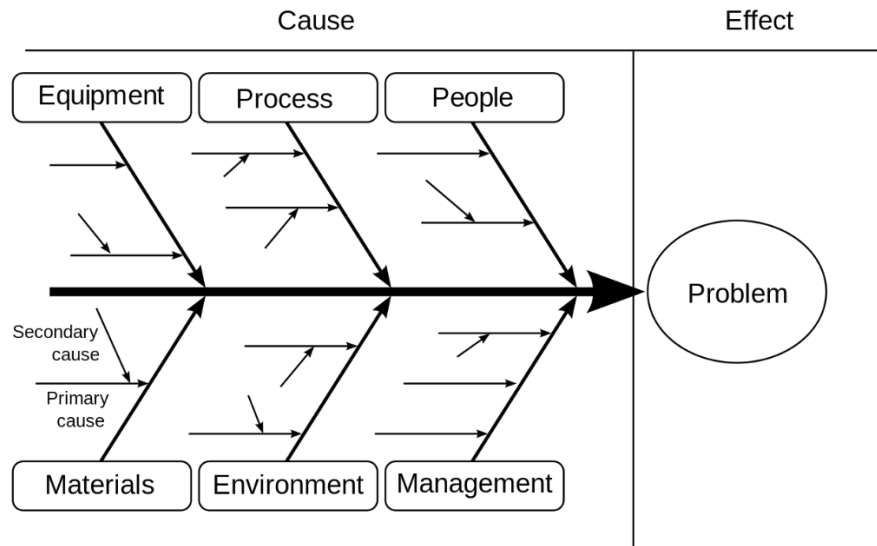 Cause
Effect
Equipment
Process
People
Problem
Secondary
cause
Primary
cause
Materials
Environment
Management